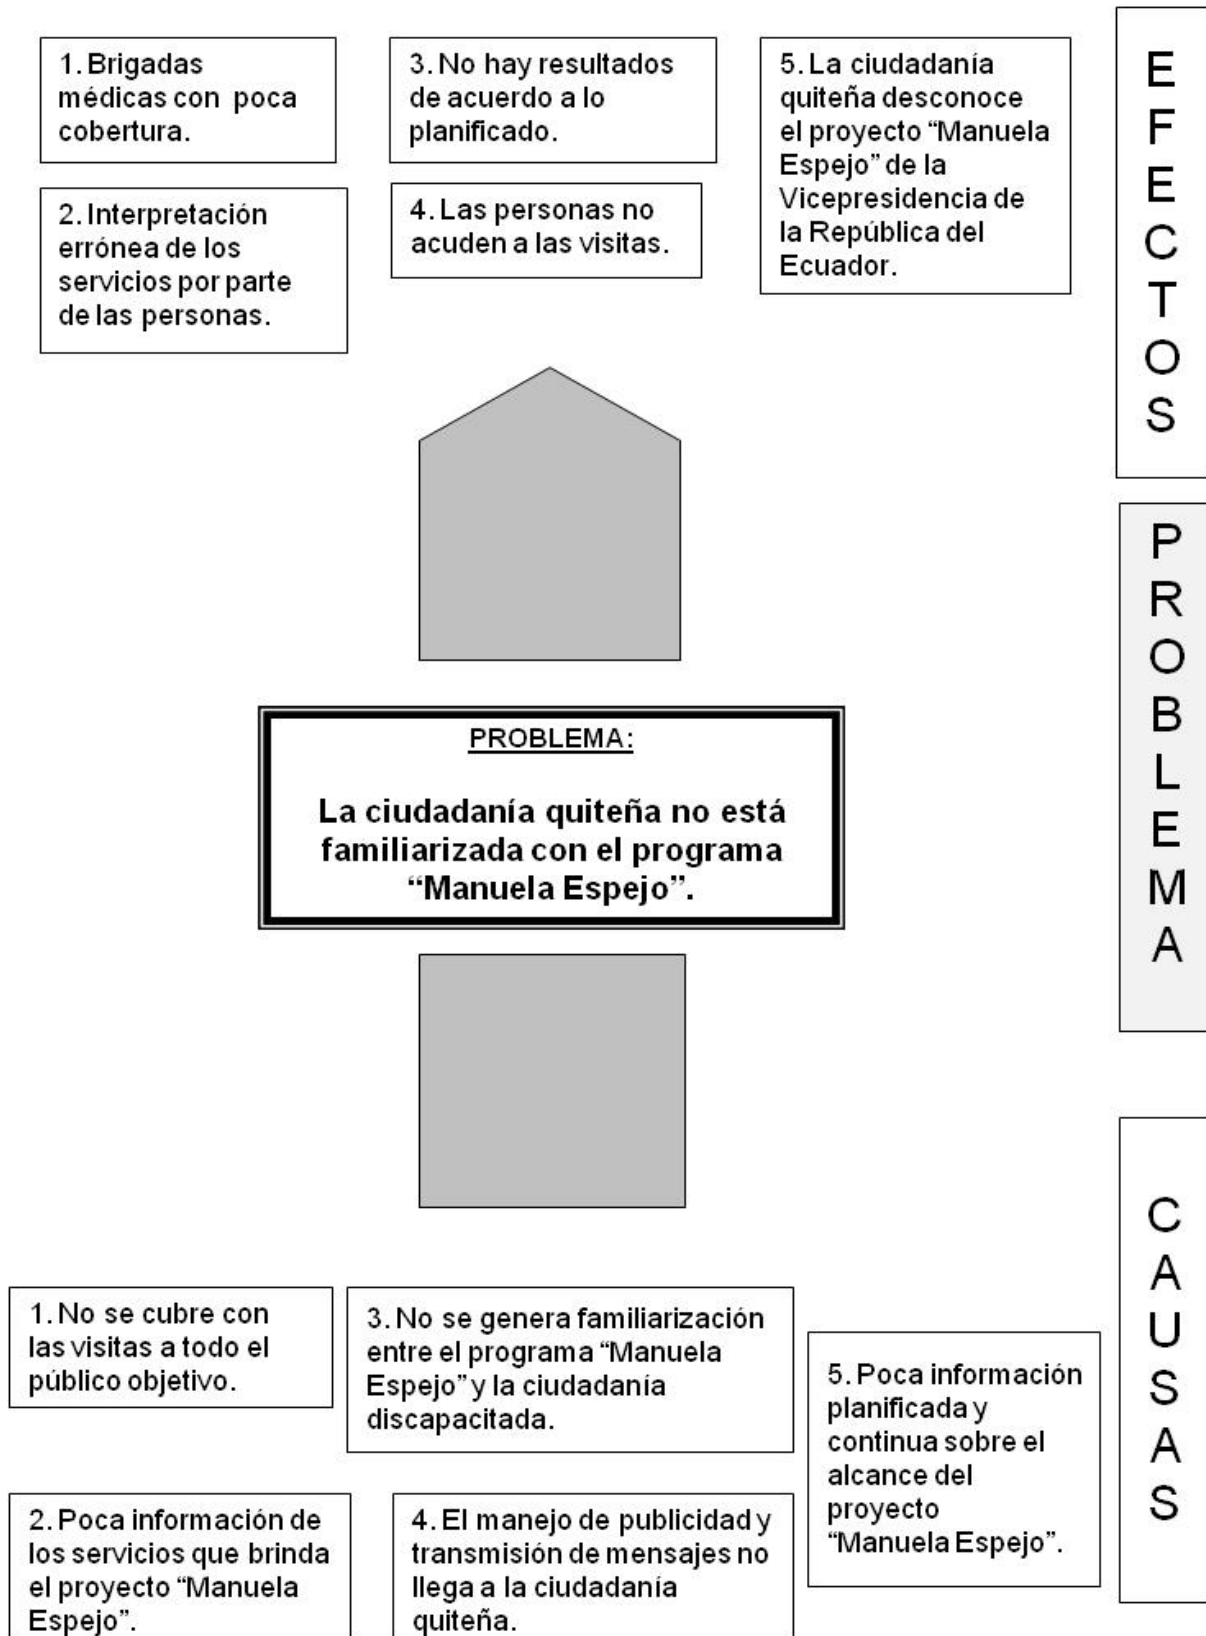 1. Brigadas
médicas con poca
cobertura.
2. Interpretación
errónea de los
servicios por parte
de las personas.
3. No hay resultados
de acuerdo a lo
planificado.
4. Las personas no
acuden a las visitas.
5. La ciudadanía
quiteña desconoce
el proyecto “Manuela
Espejo” de la
Vicepresidencia de
la República del
Ecuador.
EFECTOS
PROBLEMA:
La ciudadanía quiteña no está
familiarizada con el programa
“Manuela Espejo”.
PROBLEMA
1. No se cubre con
las visitas a todo el
público objetivo.
2. Poca información de
los servicios que brinda
el proyecto “Manuela
Espejo”.
3. No se genera familiarización
entre el programa “Manuela
Espejo” y la ciudadanía
discapacitada.
4. El manejo de publicidad y
transmisión de mensajes no
llega a la ciudadanía
quiteña.
5. Poca información
planificada y
continua sobre el
alcance del
proyecto
“Manuela Espejo”.
CAUSAS